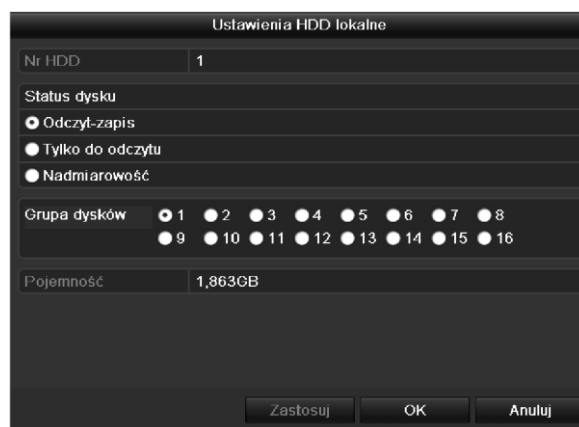 Ustawienia HDD lokalne
Nr HDD 1
Status dysku
Odczyt-zapis
Tylko do odczytu
Nadmiarowość
Grupa dysków 1 2 3 4 5 6 7 8
9 10 11 12 13 14 15 16
Pojemność 1,863GB
Zastosuj OK Anuluj